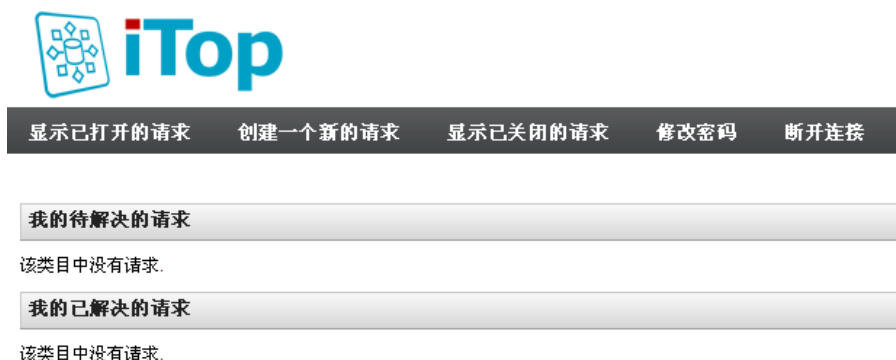 iTop
显示已打开的请求 创建一个新的请求 显示已关闭的请求 修改密码 断开连接
我的待解决的请求
该类目中没有请求.
我的已解决的请求
该类目中没有请求.